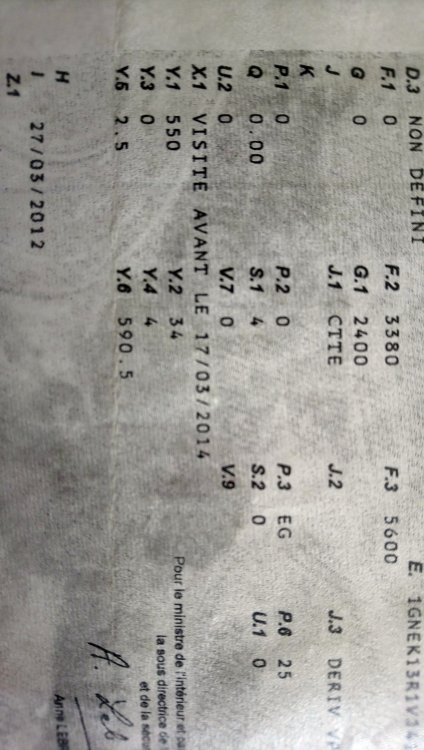 D.3 NON DEFINI E. 1GNEK13R1VJ4
F.1 0 F.2 3380 F.3 5600
G 0 G.1 2400
J J.1 CTTE J.2 J.3 DERIV VP
K
P.1 0 P.2 0 P.3 EG P.6 25
Q 0.00 S.1 4 S.2 0 U.1 0
U.2 0 V.7 0 V.9
X.1 VISITE AVANT LE 17/03/2014
Y.1 550 Y.2 34
Y.3 0 Y.4 4
Y.5 2.5 Y.6 590.5
H
I 27/03/2012
Z.1
Pour le ministre de l'intérieur et
la sous directrice de
et de la
A. Leb
Anne LEB